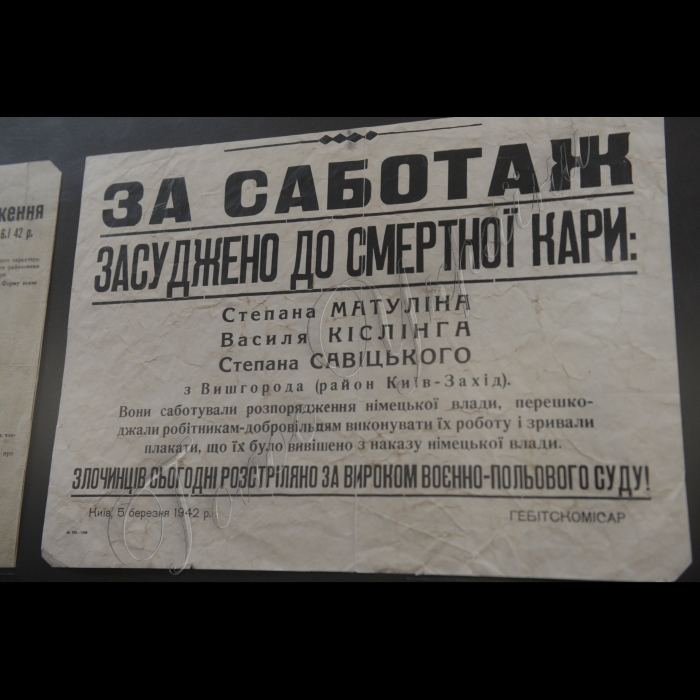 ження
ЗА САБОТАЖ
ЗАСУДЖЕНО ДО СМЕРТНОЇ КАРИ:
Степана МАТУЛІНА
Василя КІСЛІНГА
Степана САВІЦЬКОГО
з Вишгорода (район Київ-Захід).
Вони саботували розпорядження німецької влади, перешко-
джали робітникам-добровільцям виконувати їх роботу і зривали
плакати, що їх було вивішено з наказу німецької влади.
ЗЛОЧИНЦІВ СЬОГОДНІ РОЗСТРІЛЯНО ЗА ВИРОКОМ ВОЄННО-ПОЛЬОВОГО СУДУ!
Київ, 5 березня 1942 р. ГЕБІТСКОМІСАР